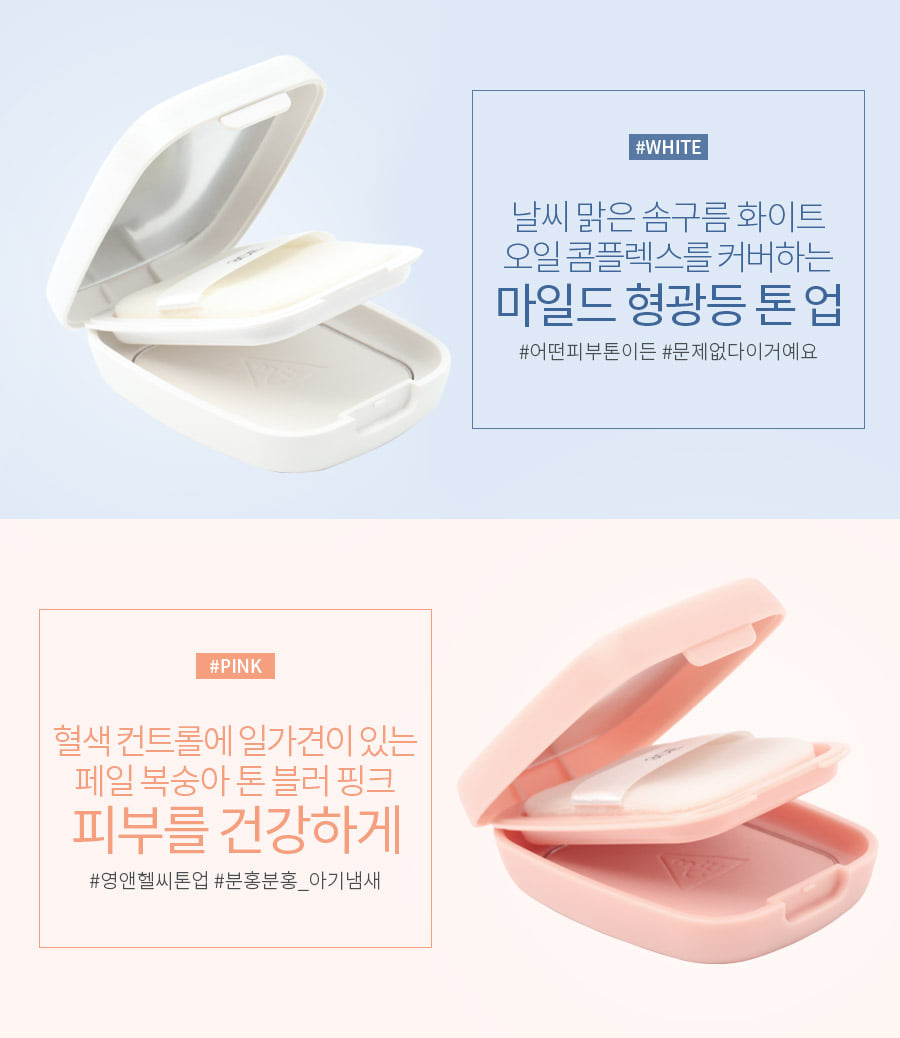 #WHITE
날씨 맑은 솜구름 화이트
오일 콤플렉스를 커버하는
마일드 형광등 톤 업
#어떤피부톤이든 #문제없다이거예요
#PINK
혈색 컨트롤에 일가견이 있는
페일 복숭아 톤 블러 핑크
피부를 건강하게
#영앤헬씨톤업 #분홍분홍_아기냄새